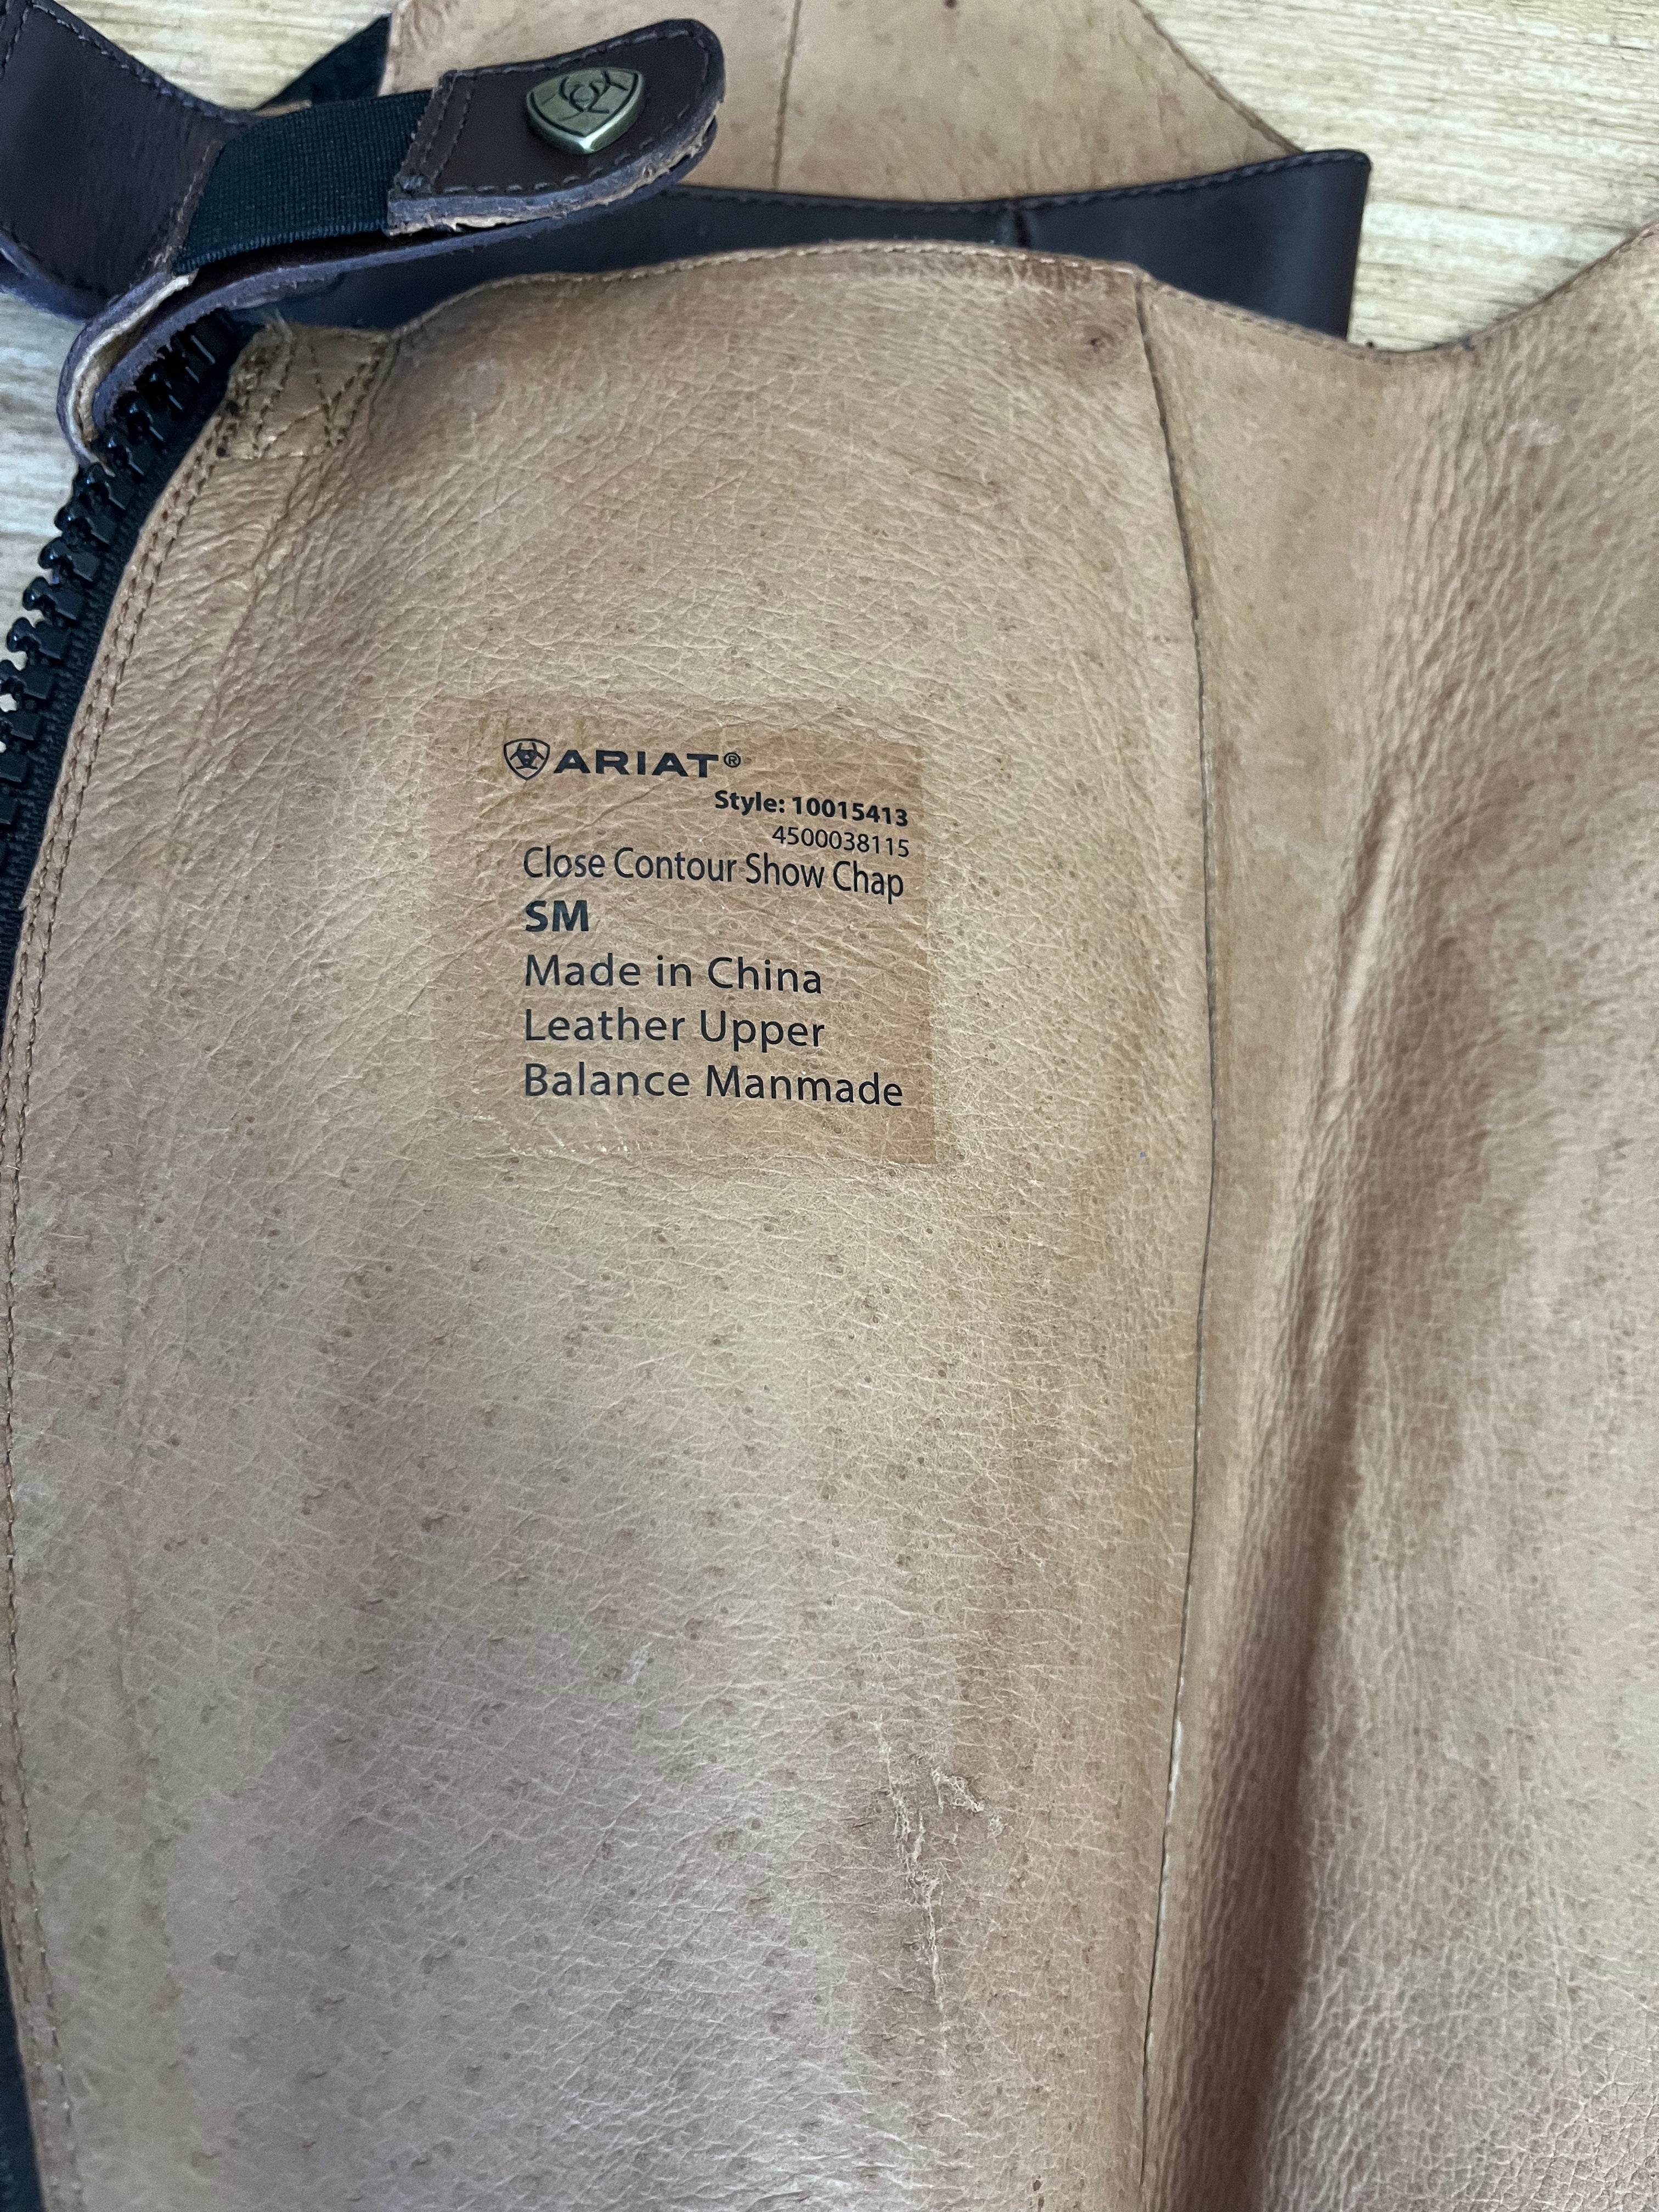 ARIAT®
Style: 10015413
4500038115
Close Contour Show Chap
SM
Made in China
Leather Upper
Balance Manmade